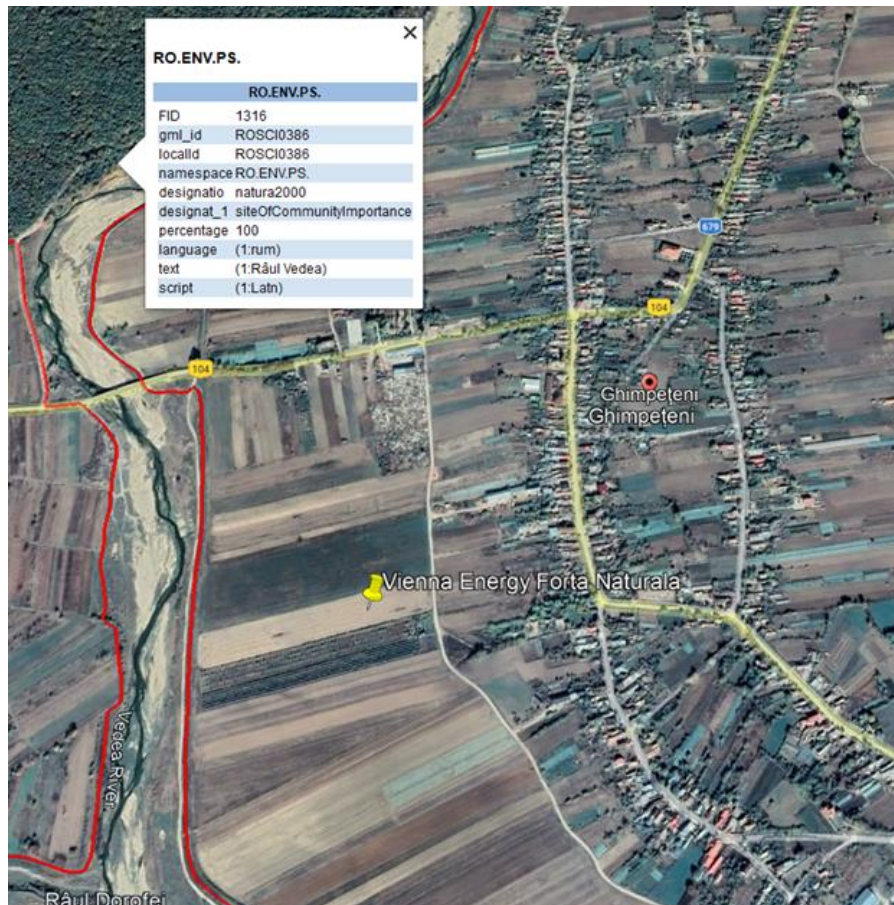 RO.ENV.PS.
RO.ENV.PS.
FID 1316
gml_id ROSCI0386
localId ROSCI0386
namespace RO.ENV.PS.
designatio natura2000
designat_1 siteOfCommunityImportance
percentage 100
language (1:rum)
text (1:Râul Vedea)
script (1:Latn)
679
104
104
Ghimpețeni
Ghimpețeni
Vienna Energy Forta Naturala
Vedea River
Râul Dorofei